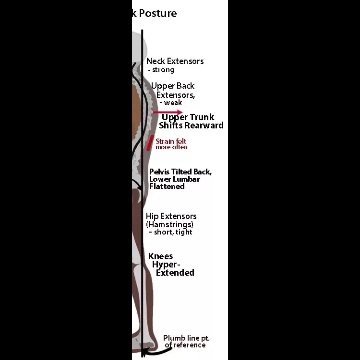 k Posture
Neck Extensors
- strong
Upper Back
Extensors,
- weak
Upper Trunk
Shifts Rearward
Strain felt
more often
Pelvis Tilted Back,
Lower Lumbar
Flattened
Hip Extensors
(Hamstrings)
- short, tight
Knees
Hyper-
Extended
Plumb line pt.
of reference